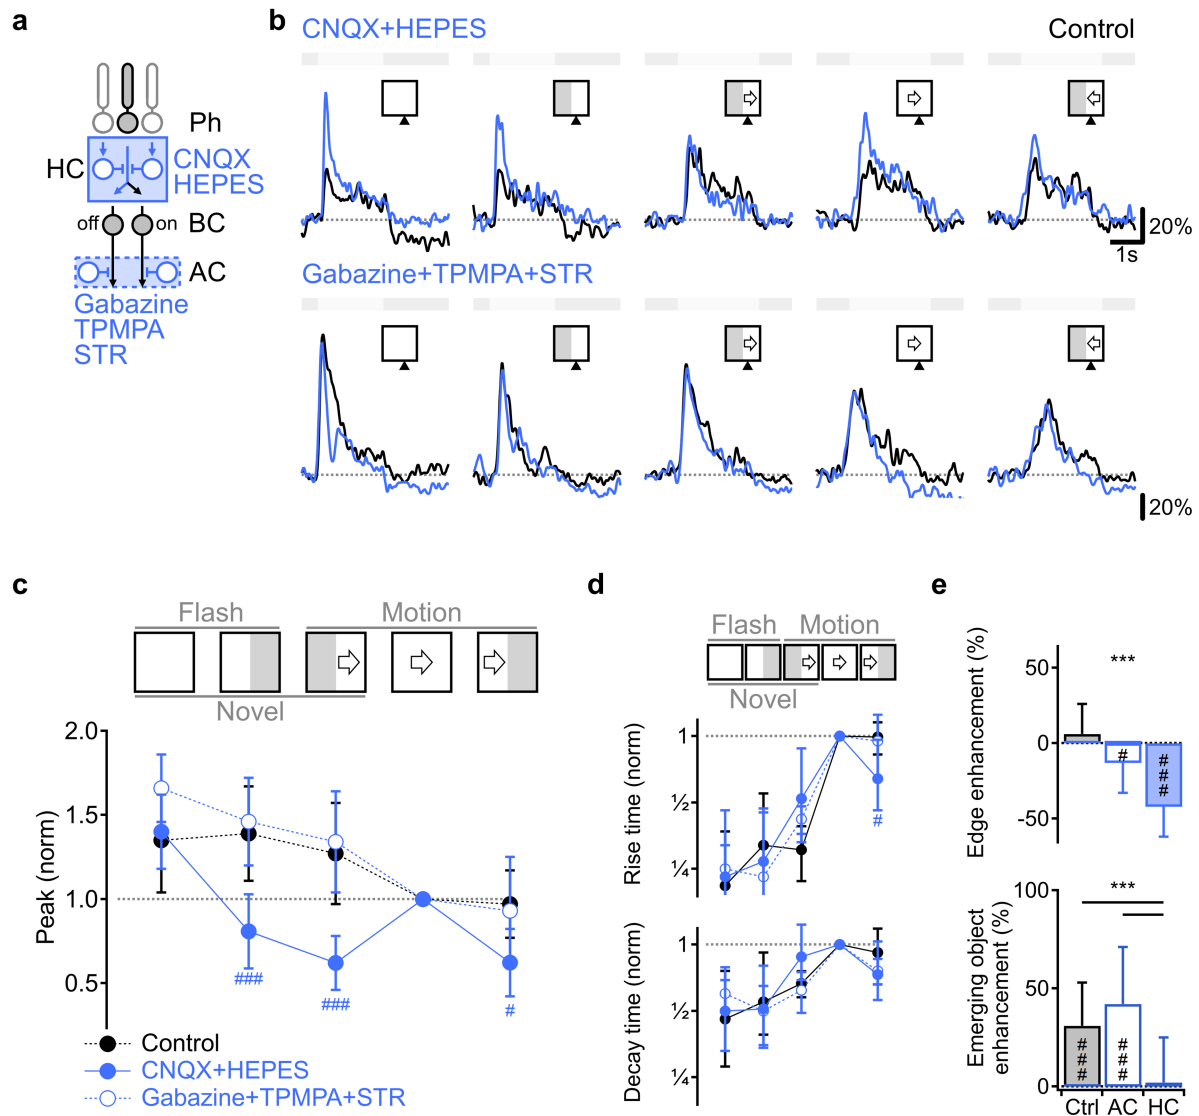 a
Ph
HC
CNQX
HEPES
off
on
BC
AC
Gabazine
TPMPA
STR
b
CNQX+HEPES
Control
20%
1s
Gabazine+TPMPA+STR
20%
c
Flash
Motion
Novel
Peak (norm)
2.0
1.5
1.0
0.5
###
###
#
Control
CNQX+HEPES
Gabazine+TPMPA+STR
d
Flash
Motion
Novel
Rise time (norm)
1
½
¼
#
Decay time (norm)
1
½
¼
e
Edge enhancement (%)
50
0
-50
***
#
###
Emerging object
enhancement (%)
100
50
0
***
###
###
Ctrl
AC
HC